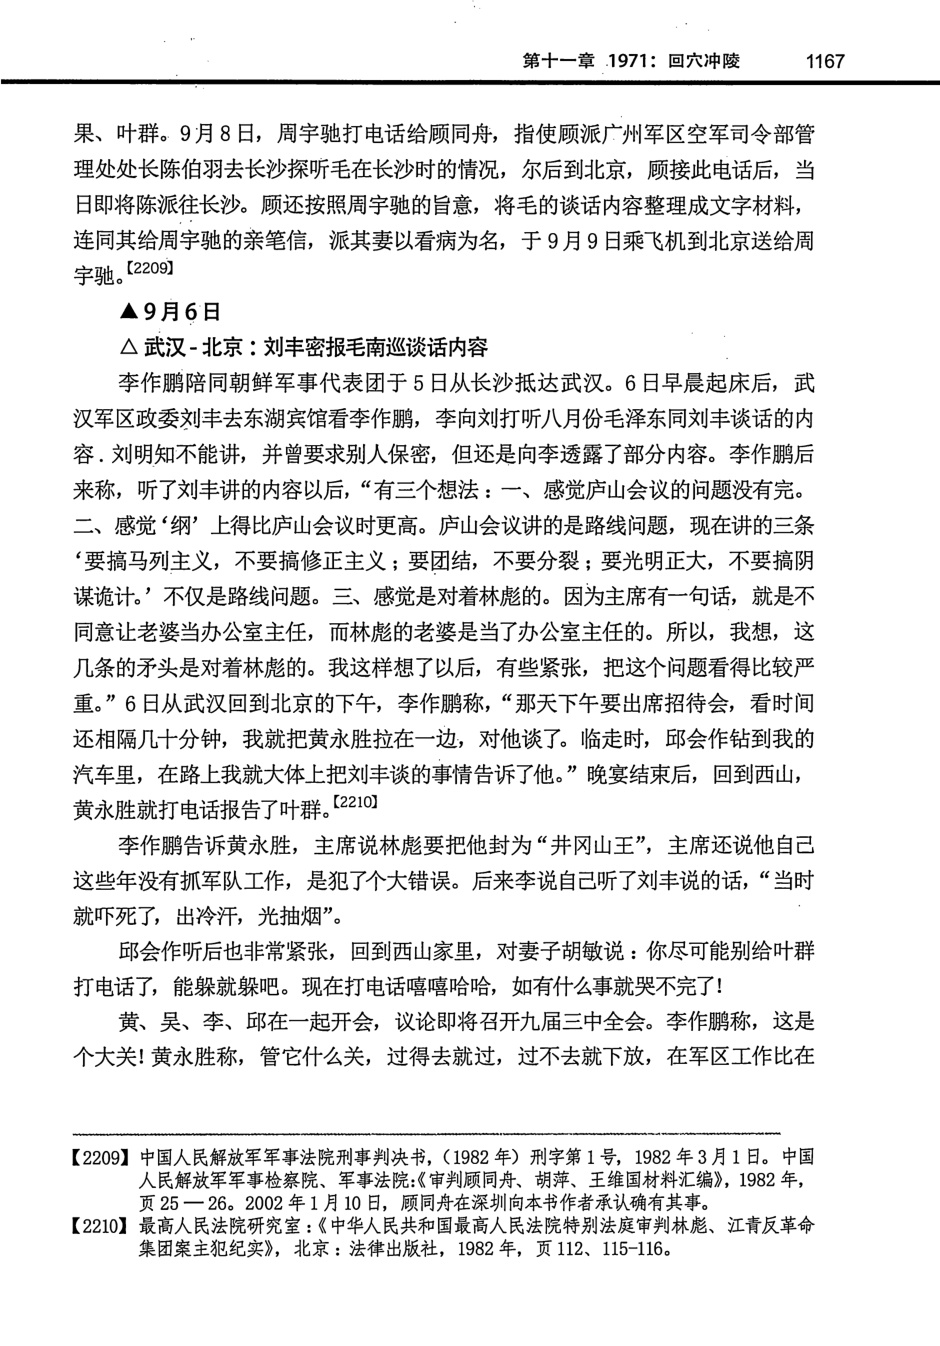 第十一章 1971：回穴冲陵 1167
果、叶群。9月8日，周宇驰打电话给顾同舟，指使顾派广州军区空军司令部管
理处处长陈伯羽去长沙探听毛在长沙时的情况，尔后到北京，顾接此电话后，当
日即将陈派往长沙。顾还按照周宇驰的旨意，将毛的谈话内容整理成文字材料，
连同其给周宇驰的亲笔信，派其妻以看病为名，于9月9日乘飞机到北京送给周
宇驰。【2209】
▲9月6日
△ 武汉-北京：刘丰密报毛南巡谈话内容
李作鹏陪同朝鲜军事代表团于5日从长沙抵达武汉。6日早晨起床后，武
汉军区政委刘丰去东湖宾馆看李作鹏，李向刘打听八月份毛泽东同刘丰谈话的内
容．刘明知不能讲，并曾要求别人保密，但还是向李透露了部分内容。李作鹏后
来称，听了刘丰讲的内容以后，“有三个想法：一、感觉庐山会议的问题没有完。
二、感觉‘纲’上得比庐山会议时更高。庐山会议讲的是路线问题，现在讲的三条
‘要搞马列主义，不要搞修正主义；要团结，不要分裂；要光明正大，不要搞阴
谋诡计。’不仅是路线问题。三、感觉是对着林彪的。因为主席有一句话，就是不
同意让老婆当办公室主任，而林彪的老婆是当了办公室主任的。所以，我想，这
几条的矛头是对着林彪的。我这样想了以后，有些紧张，把这个问题看得比较严
重。”6日从武汉回到北京的下午，李作鹏称，“那天下午要出席招待会，看时间
还相隔几十分钟，我就把黄永胜拉在一边，对他谈了。临走时，邱会作钻到我的
汽车里，在路上我就大体上把刘丰谈的事情告诉了他。”晚宴结束后，回到西山，
黄永胜就打电话报告了叶群。【2210】
李作鹏告诉黄永胜，主席说林彪要把他封为“井冈山王”，主席还说他自己
这些年没有抓军队工作，是犯了个大错误。后来李说自己听了刘丰说的话，“当时
就吓死了，出冷汗，光抽烟”。
邱会作听后也非常紧张，回到西山家里，对妻子胡敏说：你尽可能别给叶群
打电话了，能躲就躲吧。现在打电话嘻嘻哈哈，如有什么事就哭不完了！
黄、吴、李、邱在一起开会，议论即将召开九届三中全会。李作鹏称，这是
个大关！黄永胜称，管它什么关，过得去就过，过不去就下放，在军区工作比在
【2209】中国人民解放军军事法院刑事判决书，（1982年）刑字第1号，1982年3月1日。中国
人民解放军军事检察院、军事法院：《审判顾同舟、胡萍、王维国材料汇编》，1982年，
页25—26。2002年1月10日，顾同舟在深圳向本书作者承认确有其事。
【2210】最高人民法院研究室：《中华人民共和国最高人民法院特别法庭审判林彪、江青反革命
集团案主犯纪实》，北京：法律出版社，1982年，页112、115-116。